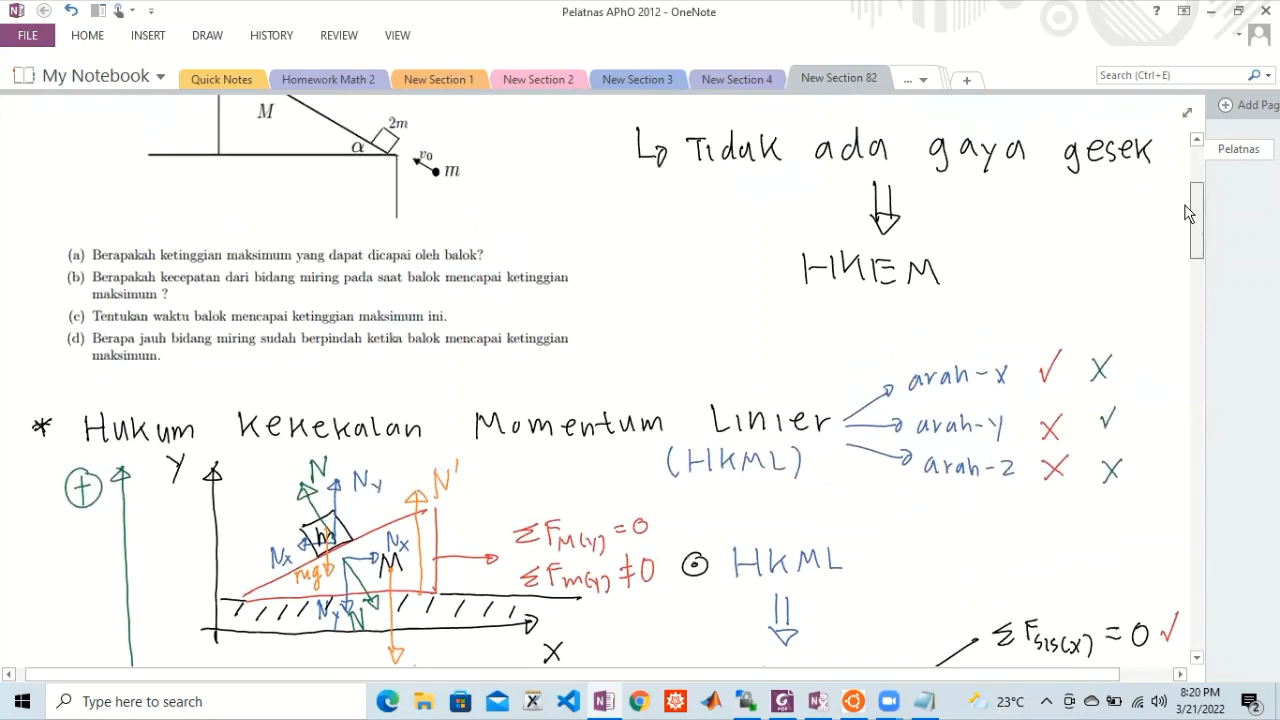 Pelatnas APhO 2012 - OneNote
FILE HOME INSERT DRAW HISTORY REVIEW VIEW
My Notebook Quick Notes Homework Math 2 New Section 1 New Section 2 New Section 3 New Section 4 New Section 82 ... + Search (Ctrl+E)
Add Pag
Pelatnas
M
2m
α
v0
m
Tidak ada gaya gesek
HKEM
(a) Berapakah ketinggian maksimum yang dapat dicapai oleh balok?
(b) Berapakah kecepatan dari bidang miring pada saat balok mencapai ketinggian
maksimum ?
(c) Tentukan waktu balok mencapai ketinggian maksimum ini.
(d) Berapa jauh bidang miring sudah berpindah ketika balok mencapai ketinggian
maksimum.
* Hukum Kekekalan Momentum Linier
(HKML)
arah-x ✓ X
arah-y X ✓
arah-z X X
+
Y
N
Ny
N'
m
Nx
Nx
M
mg
Ny
N
X
ΣFM(y) = 0
ΣFm(y) ≠ 0
⊙ HKML
ΣFsis(x) = 0 ✓
Type here to search
23°C
8:20 PM
3/21/2022
2